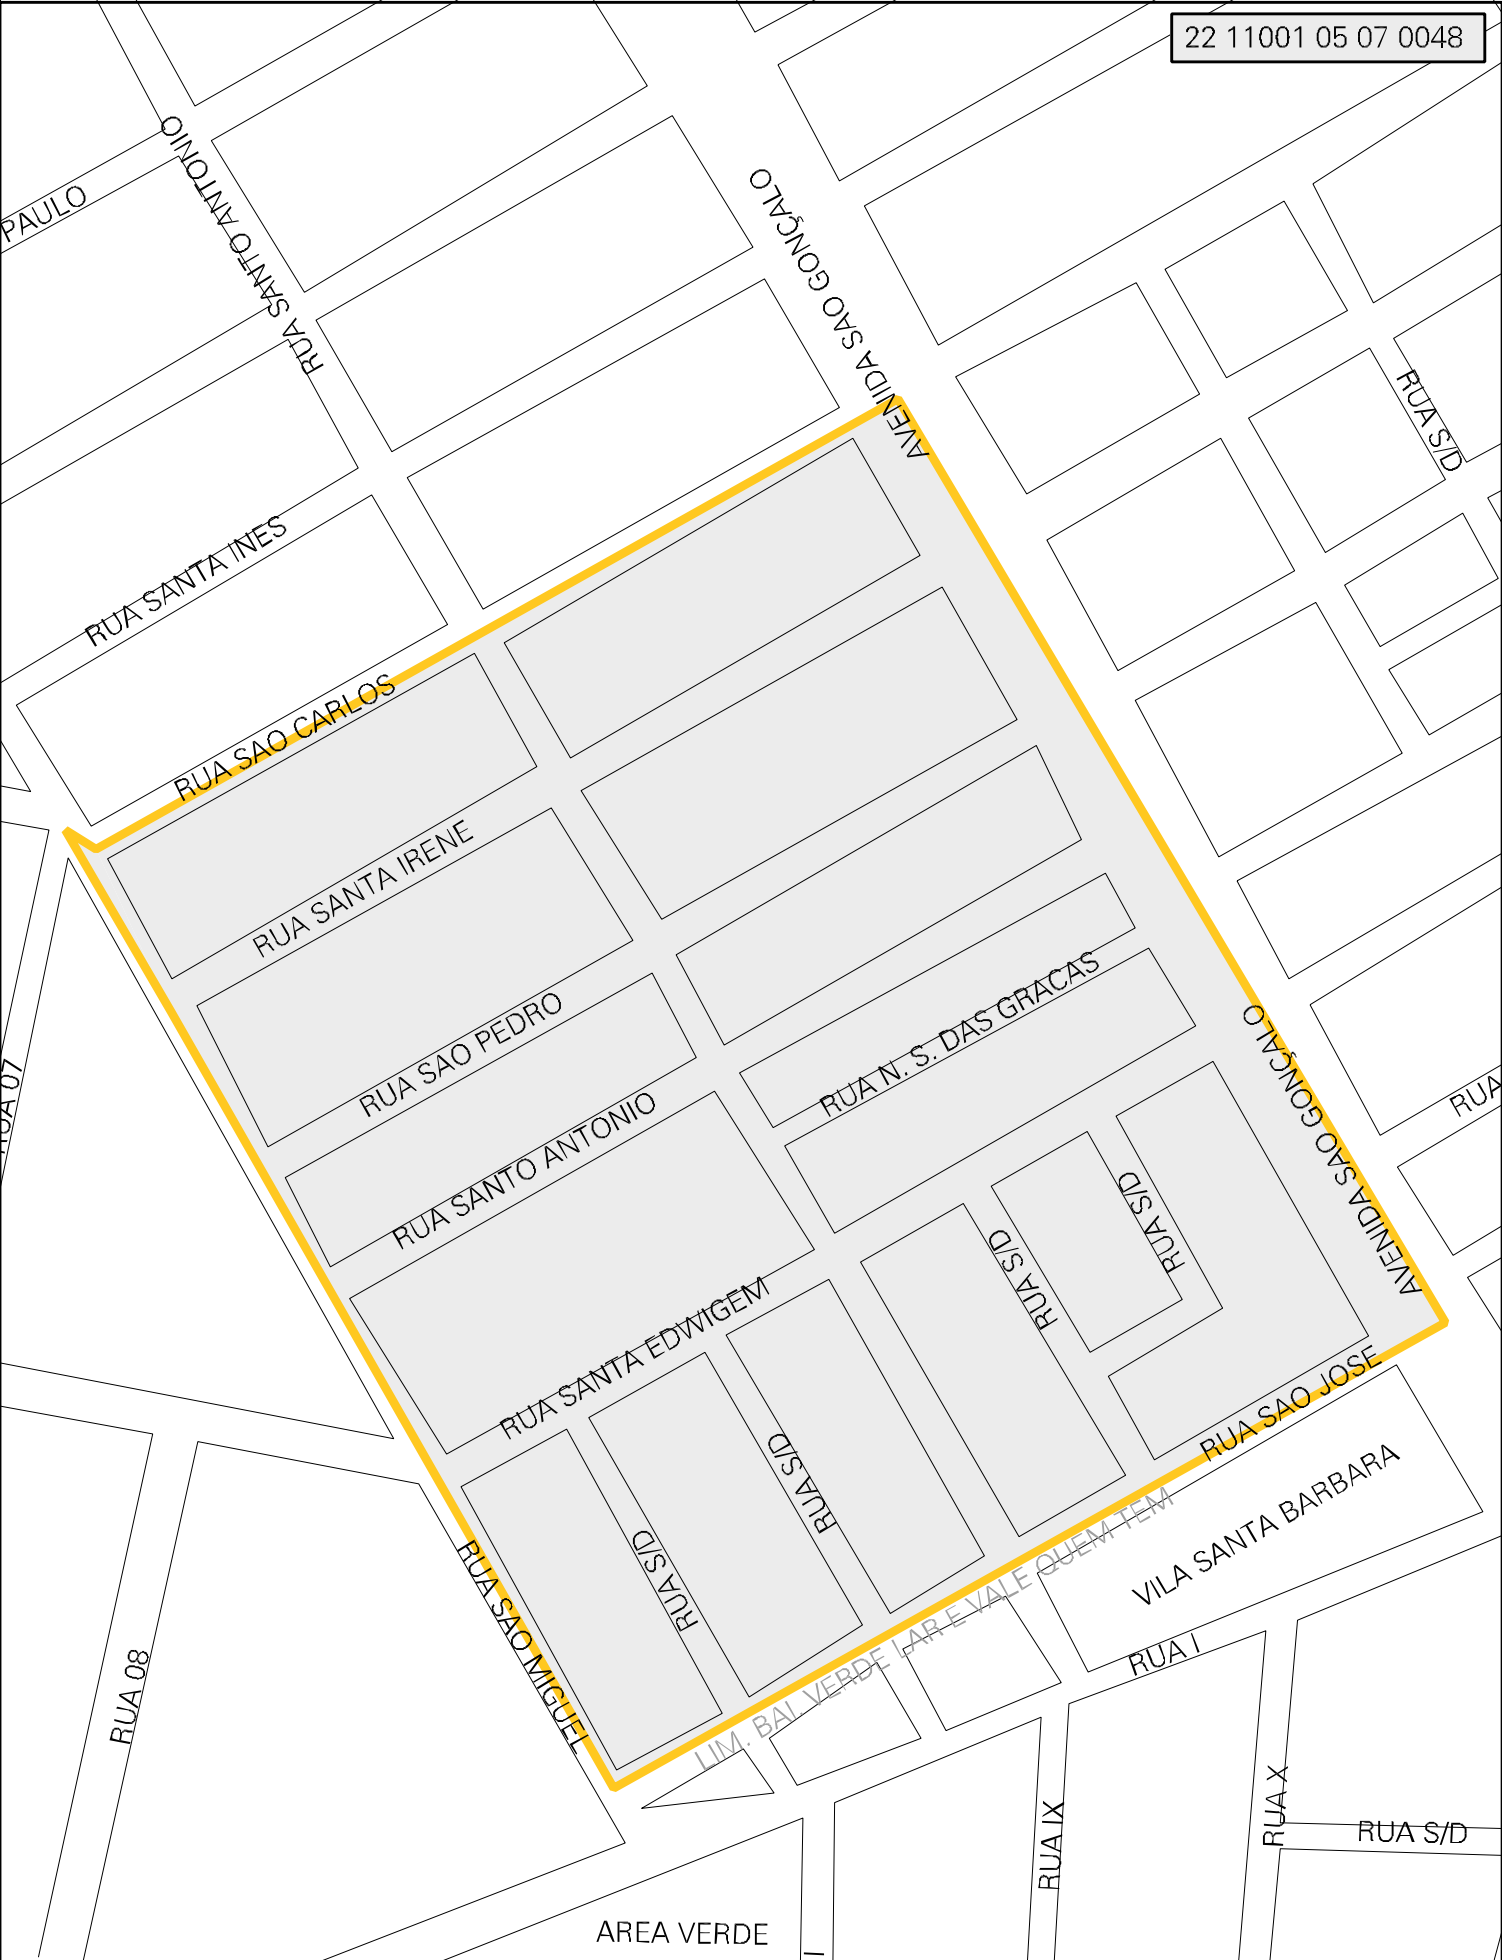 22 11001 05 07 0048
RUA SANTO ANTONIO
PAULO
AVENIDA SAO GONÇALO
RUA S/D
RUA SANTA INES
RUA SAO CARLOS
RUA SANTA IRENE
RUA SAO PEDRO
RUA N. S. DAS GRACAS
AVENIDA SAO GONÇALO
RUA 07
RUA
RUA SANTO ANTONIO
RUA S/D
RUA S/D
RUA SANTA EDWIGEM
RUA SAO JOSE
RUA S/D
RUA S/D
VILA SANTA BARBARA
LIM. BAI. VERDE LAR E VALE QUEM TEM
RUA SAO MIGUEL
RUA I
RUA 08
RUA IX
RUA X
RUA S/D
AREA VERDE
I